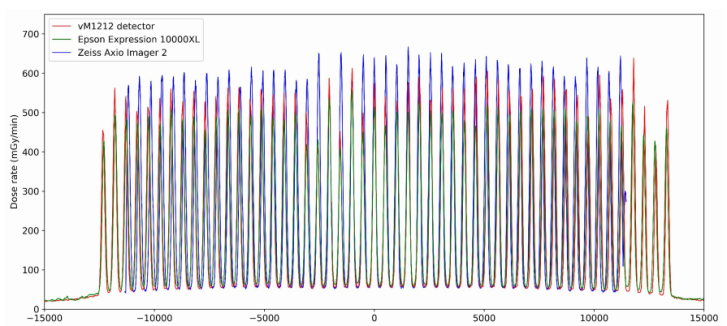 vM1212 detector
Epson Expression 10000XL
Zeiss Axio Imager 2
Dose rate (mGy/min)
700
600
500
400
300
200
100
0
−15000 −10000 −5000 0 5000 10000 15000